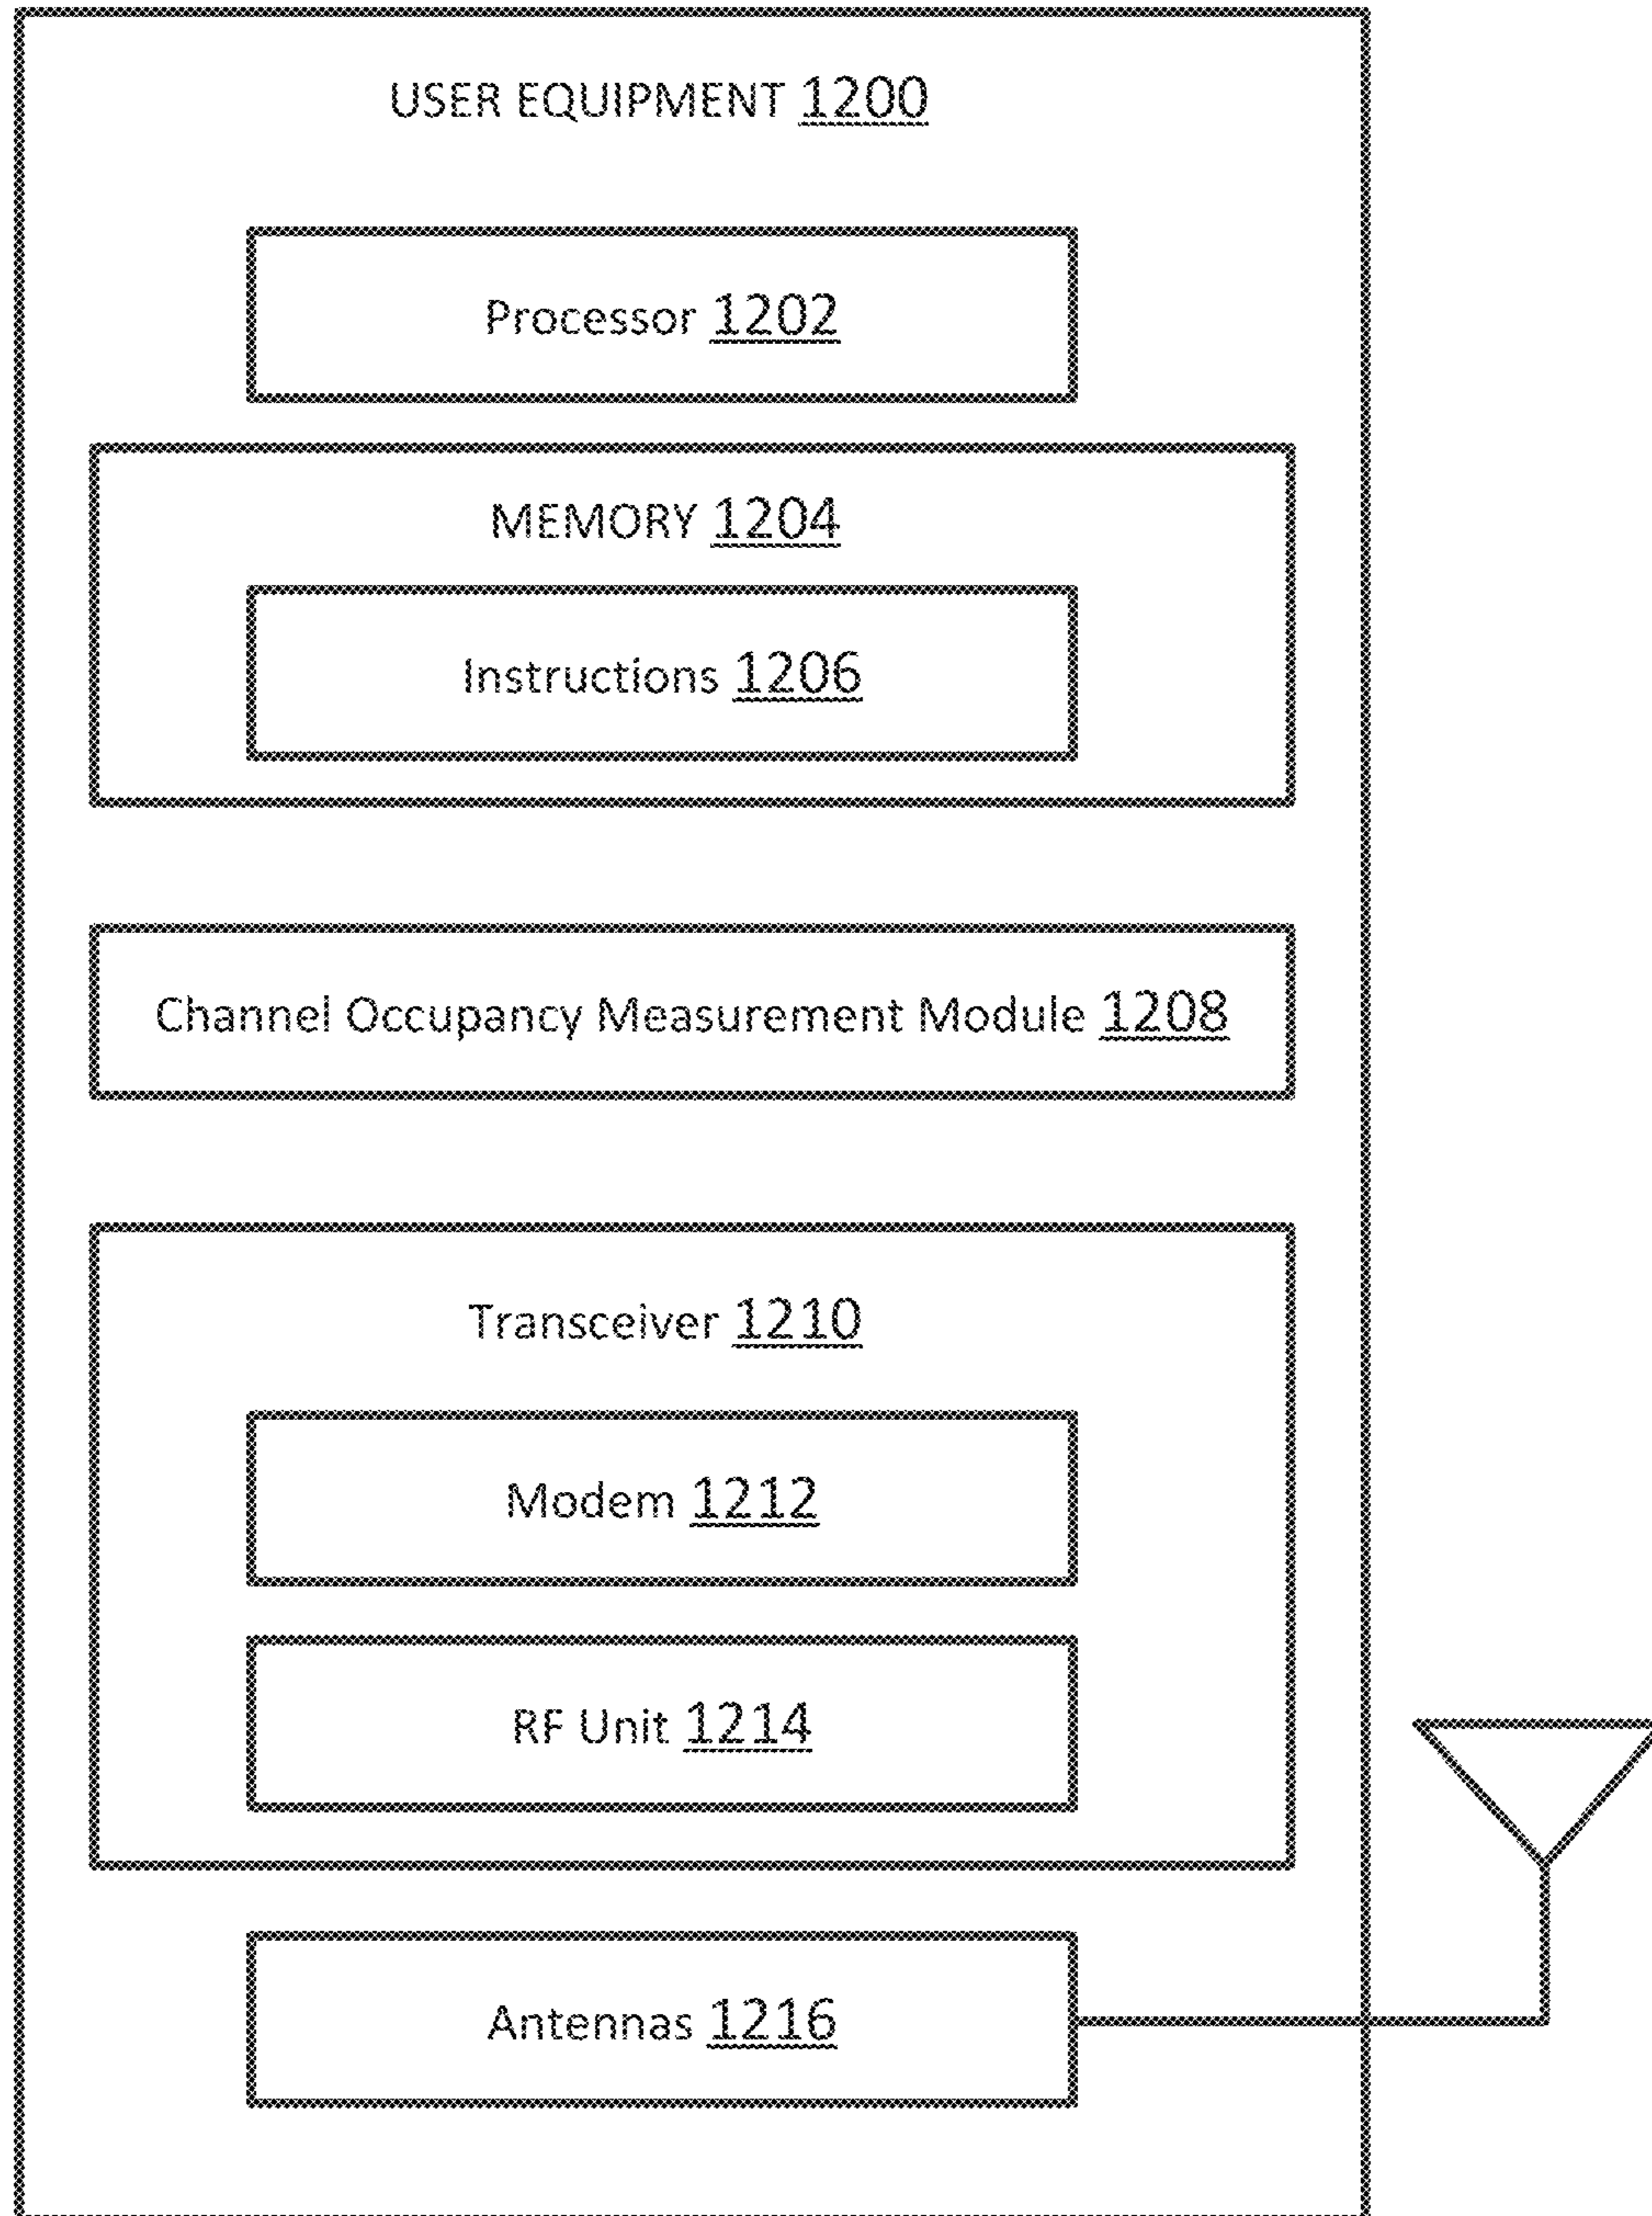 USER EQUIPMENT 1200
Processor 1202
MEMORY 1204
Instructions 1206
Channel Occupancy Measurement Module 1208
Transceiver 1210
Modem 1212
RF Unit 1214
Antennas 1216